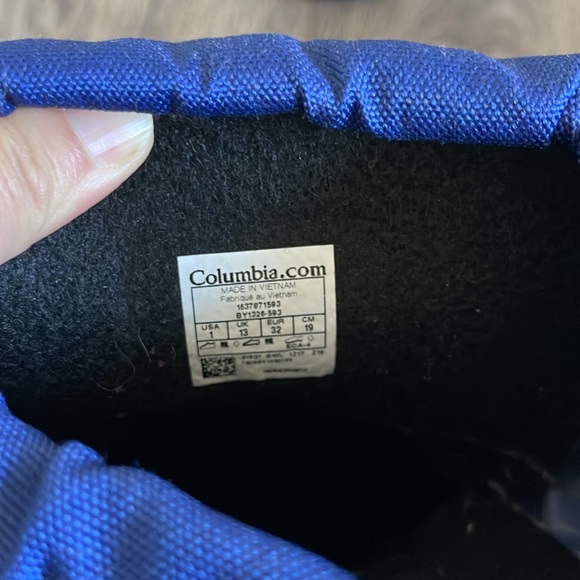 Columbia.com
MADE IN VIETNAM
Fabriqué au Vietnam
1637871593
BY1326-593
USA UK EUR CM
1 13 32 19